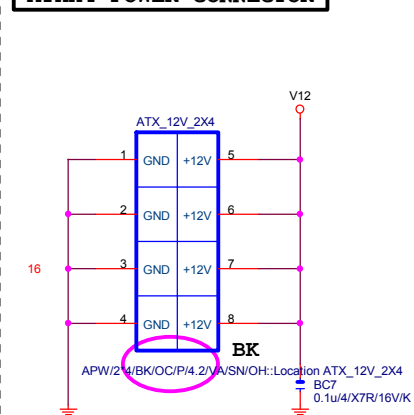 V12
ATX_12V_2X4
1 GND +12V 5
2 GND +12V 6
16 3 GND +12V 7
4 GND +12V 8
BK
APW/2*4/BK/OC/P/4.2/VA/SN/OH::Location ATX_12V_2X4
BC7
0.1u/4/X7R/16V/K